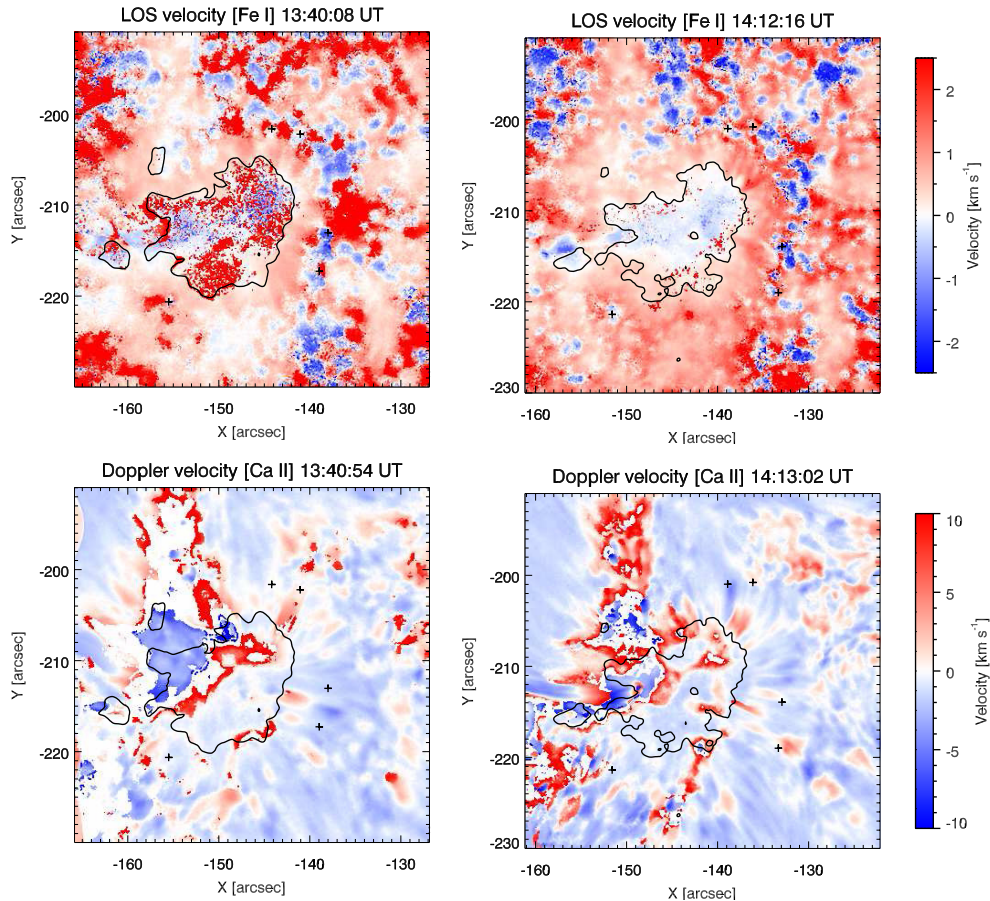 LOS velocity [Fe I] 13:40:08 UT
Y [arcsec]
-200
-210
-220
-160 -150 -140 -130
X [arcsec]
LOS velocity [Fe I] 14:12:16 UT
Y [arcsec]
-200
-210
-220
-230
-160 -150 -140 -130
X [arcsec]
2
1
0
-1
-2
Velocity [km s-1]
Doppler velocity [Ca II] 13:40:54 UT
Y [arcsec]
-200
-210
-220
-160 -150 -140 -130
X [arcsec]
Doppler velocity [Ca II] 14:13:02 UT
Y [arcsec]
-200
-210
-220
-230
-160 -150 -140 -130
X [arcsec]
10
5
0
-5
-10
Velocity [km s-1]